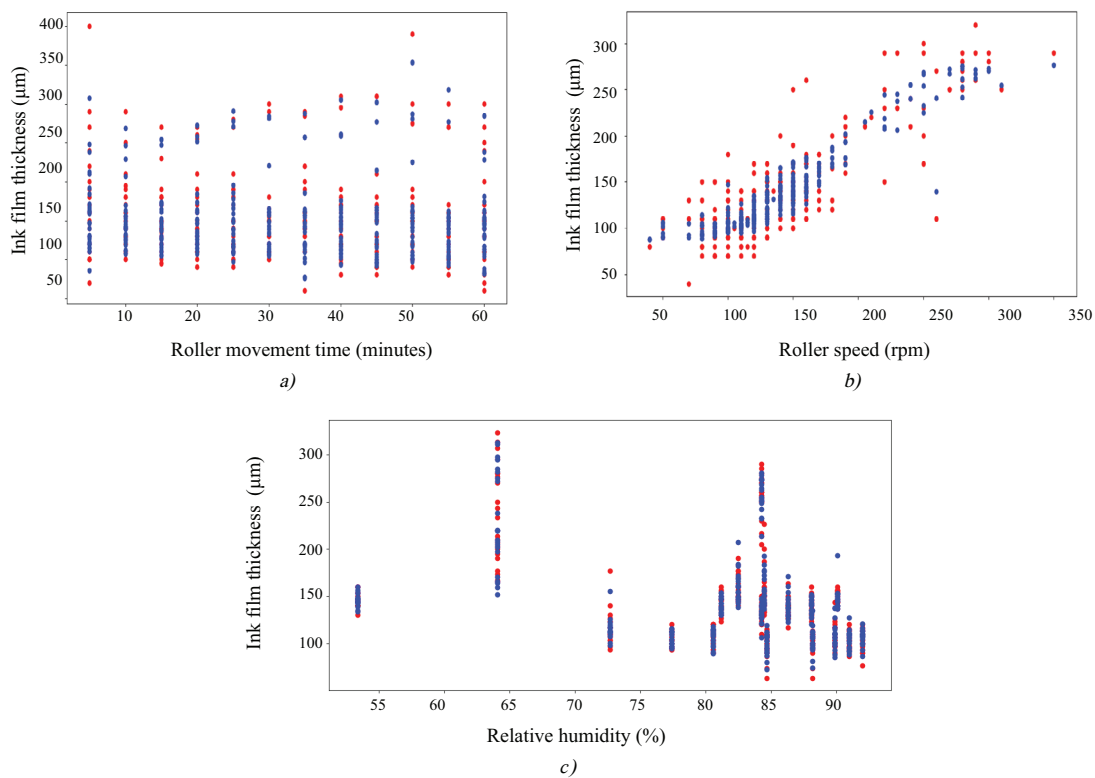 400
350
300
250
200
150
100
50
Ink film thickness (µm)
10 20 30 40 50 60
Roller movement time (minutes)
a)
300
250
200
150
100
50
Ink film thickness (µm)
50 100 150 200 250 300 350
Roller speed (rpm)
b)
300
250
200
150
100
Ink film thickness (µm)
55 60 65 70 75 80 85 90
Relative humidity (%)
c)